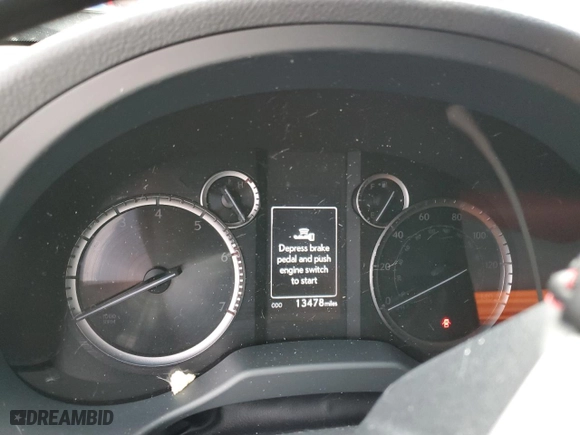 4
5
6
7
H
40
60
80
20
0
Depress brake
pedal and push
engine switch
to start
ODO 13478 miles
DREAMBID